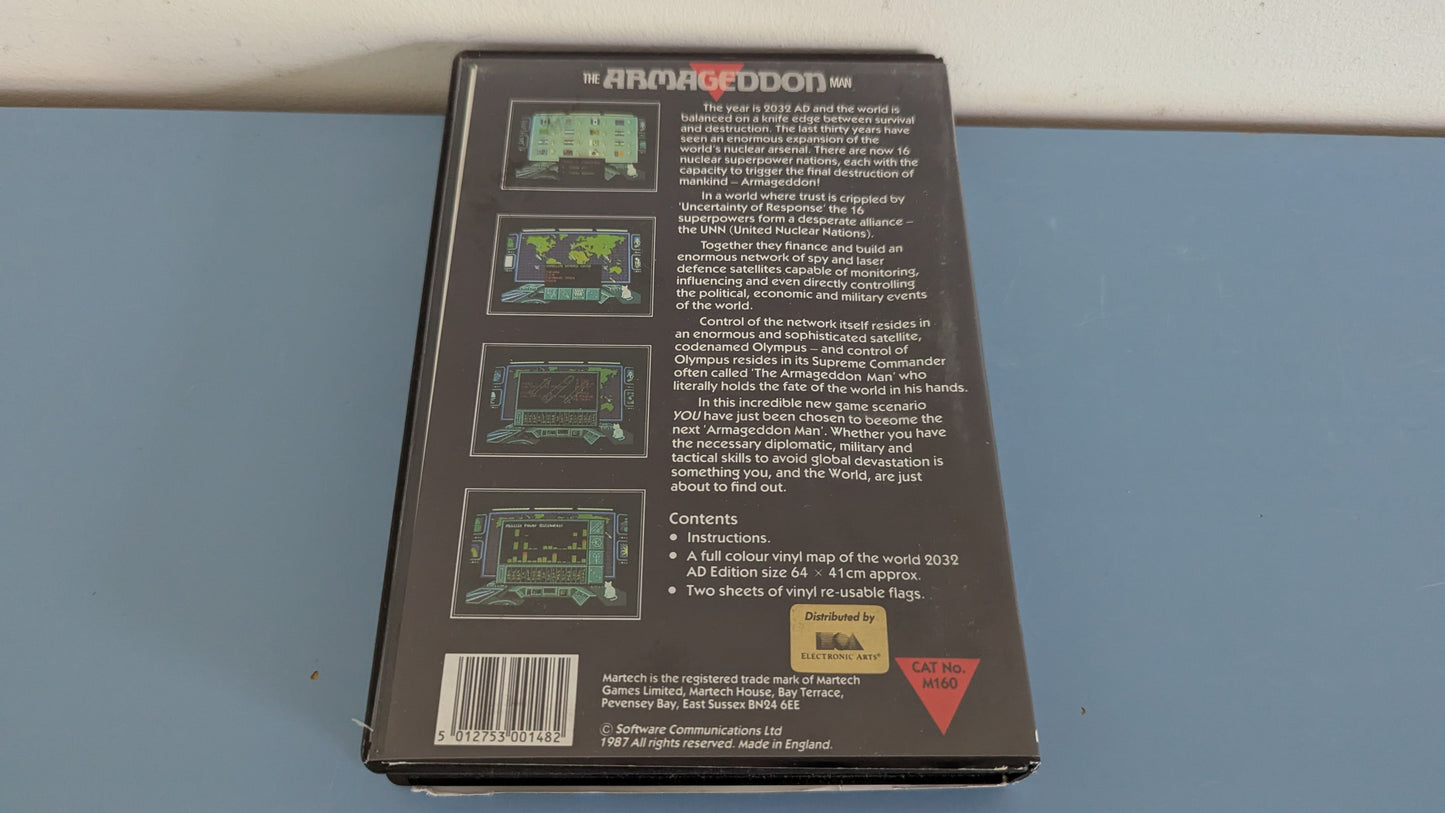 THE ARMAGEDDON MAN
The year is 2032 AD and the world is
balanced on a knife edge between survival
and destruction. The last thirty years have
seen an enormous expansion of the
world's nuclear arsenal. There are now 16
nuclear superpower nations, each with the
capacity to trigger the final destruction of
mankind – Armageddon!
In a world where trust is crippled by
'Uncertainty of Response' the 16
superpowers form a desperate alliance –
the UNN (United Nuclear Nations).
Together they finance and build an
enormous network of spy and laser
defence satellites capable of monitoring,
influencing and even directly controlling
the political, economic and military events
of the world.
Control of the network itself resides in
an enormous and sophisticated satellite,
codenamed Olympus – and control of
Olympus resides in its Supreme Commander
often called 'The Armageddon Man' who
literally holds the fate of the world in his hands.
In this incredible new game scenario
YOU have just been chosen to become the
next 'Armageddon Man'. Whether you have
the necessary diplomatic, military and
tactical skills to avoid global devastation is
something you, and the World, are just
about to find out.
Contents
• Instructions.
• A full colour vinyl map of the world 2032
AD Edition size 64 × 41cm approx.
• Two sheets of vinyl re-usable flags.
Distributed by
ELECTRONIC ARTS®
CAT No.
M160
Martech is the registered trade mark of Martech
Games Limited, Martech House, Bay Terrace,
Pevensey Bay, East Sussex BN24 6EE
© Software Communications Ltd
1987 All rights reserved. Made in England.
5 012753 001482